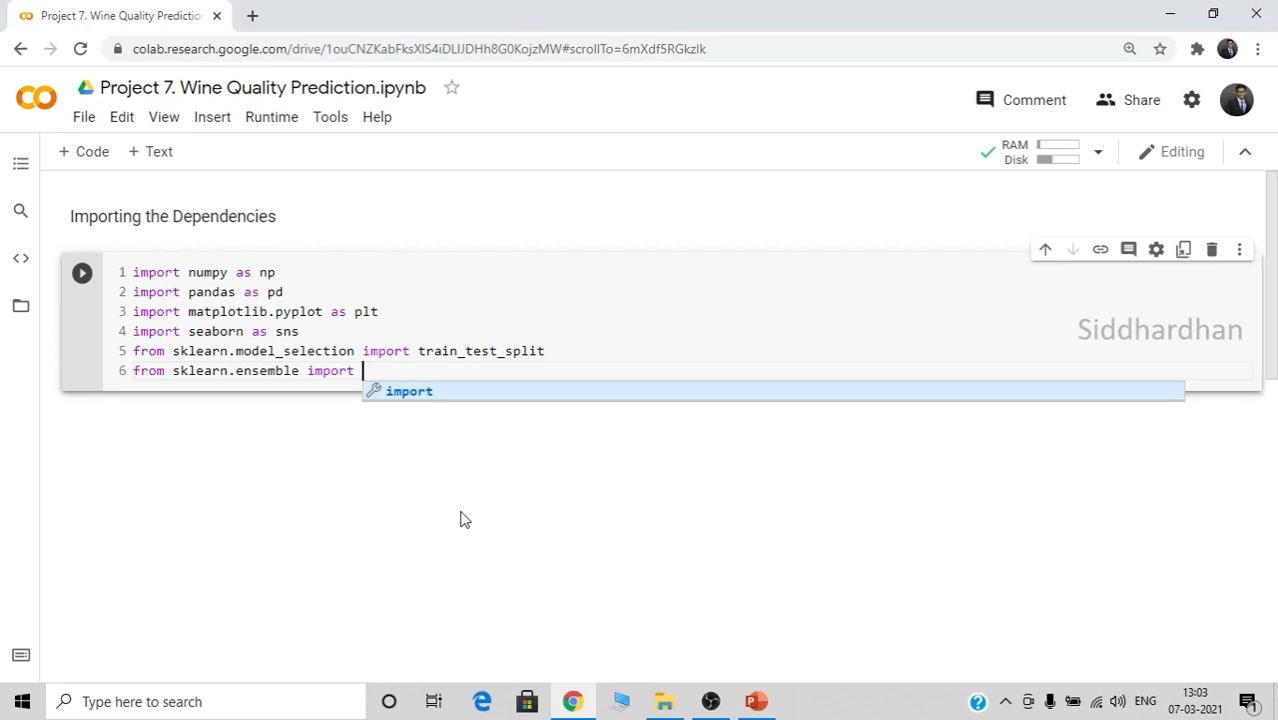 Project 7. Wine Quality Prediction
colab.research.google.com/drive/1ouCNZKabFksXlS4iDLlJDHh8G0KojzMW#scrollTo=6mXdf5RGkzIk
Project 7. Wine Quality Prediction.ipynb
Comment
Share
File Edit View Insert Runtime Tools Help
+ Code + Text
RAM
Disk
Editing
Importing the Dependencies
1 import numpy as np
2 import pandas as pd
3 import matplotlib.pyplot as plt
4 import seaborn as sns
5 from sklearn.model_selection import train_test_split
6 from sklearn.ensemble import
import
Siddhardhan
Type here to search
ENG
13:03
07-03-2021
1